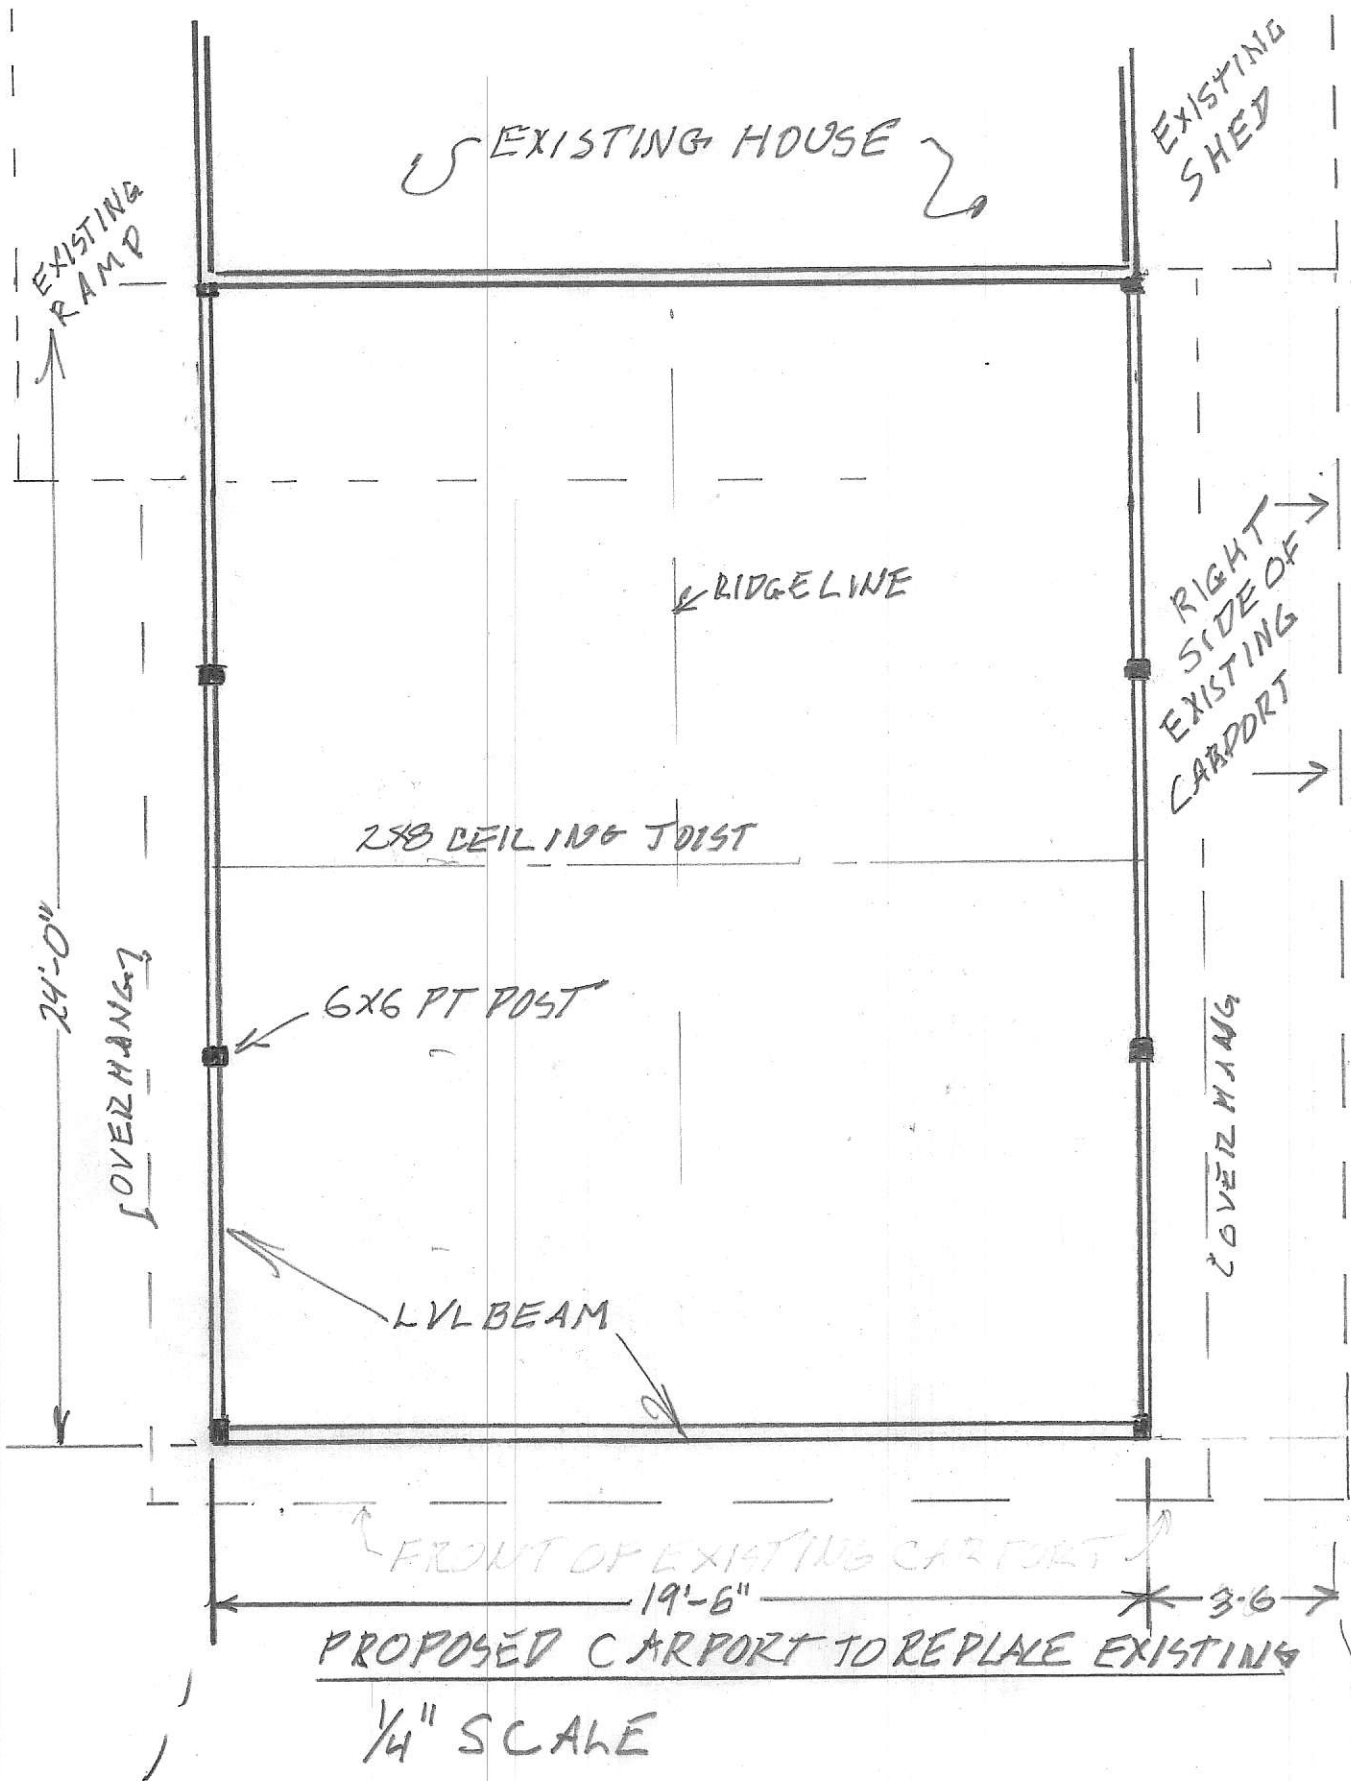 EXISTING HOUSE
EXISTING
SHED
EXISTING
RAMP
RIDGELINE
RIGHT
SIDE OF
EXISTING
CARPORT
2X8 CEILING JOIST
24'-0"
OVERHANG
6X6 PT POST
OVERHANG
LVL BEAM
FRONT OF EXISTING CARPORT
19'-6"
3-6
PROPOSED CARPORT TO REPLACE EXISTING
1/4" SCALE